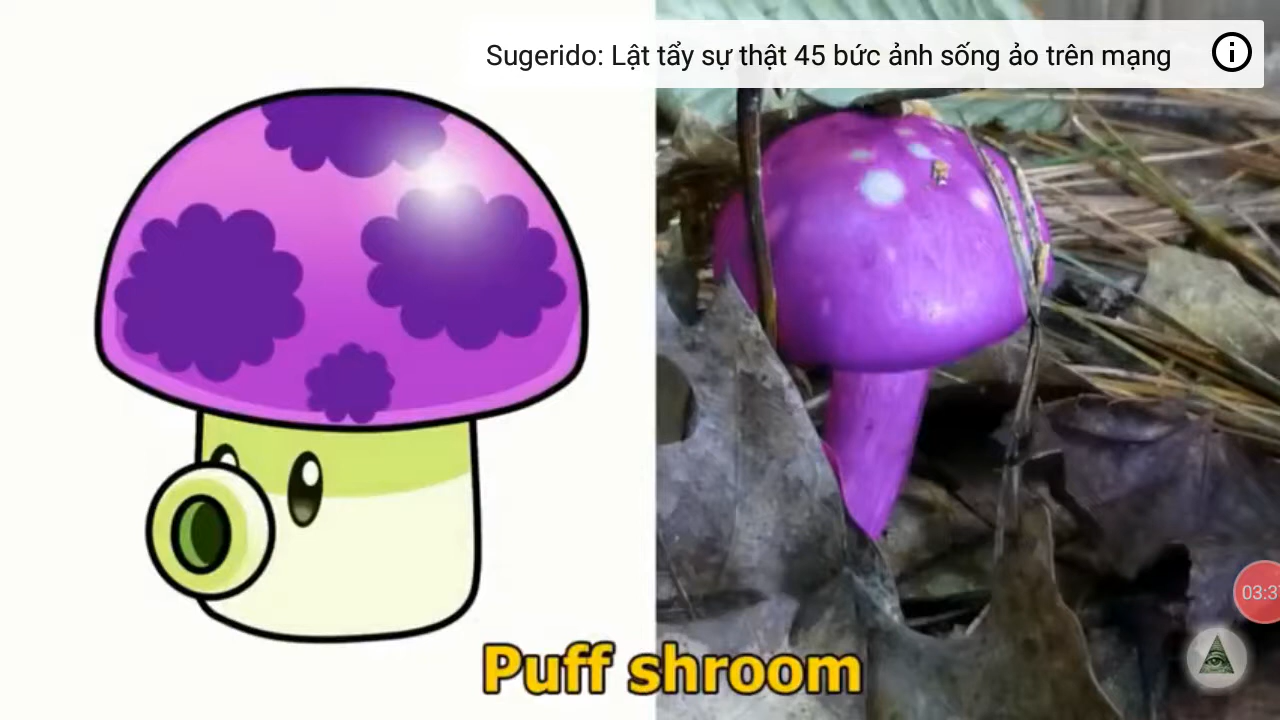 Sugerido: Lật tẩy sự thật 45 bức ảnh sống ảo trên mạng
Puff shroom